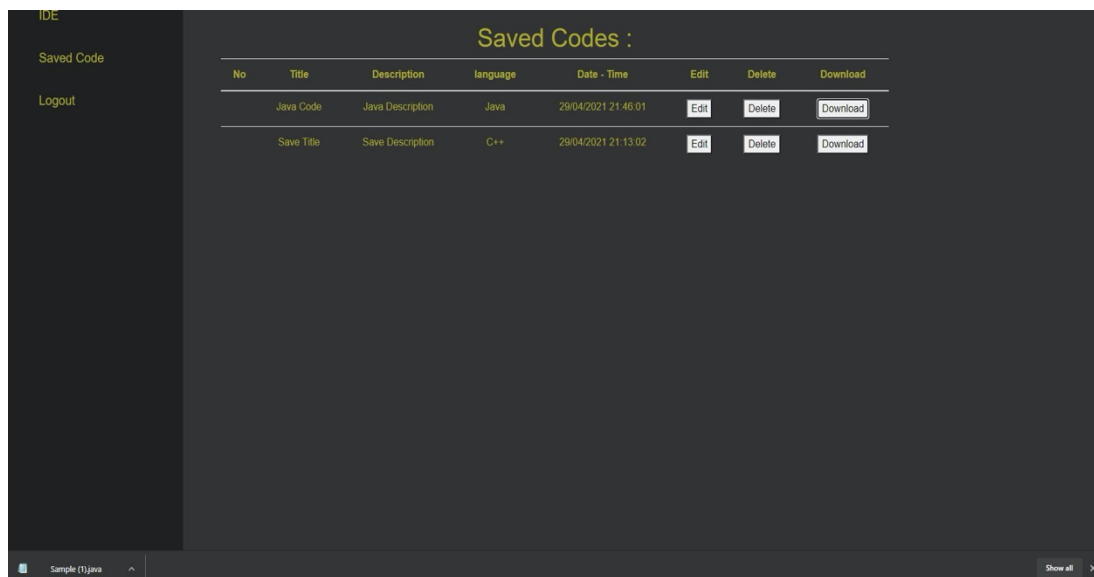 IDE
Saved Code
Logout
Saved Codes :
No Title Description language Date - Time Edit Delete Download
Java Code Java Description Java 29/04/2021 21:46:01 Edit Delete Download
Save Title Save Description C++ 29/04/2021 21:13:02 Edit Delete Download
Sample (1).java
Show all